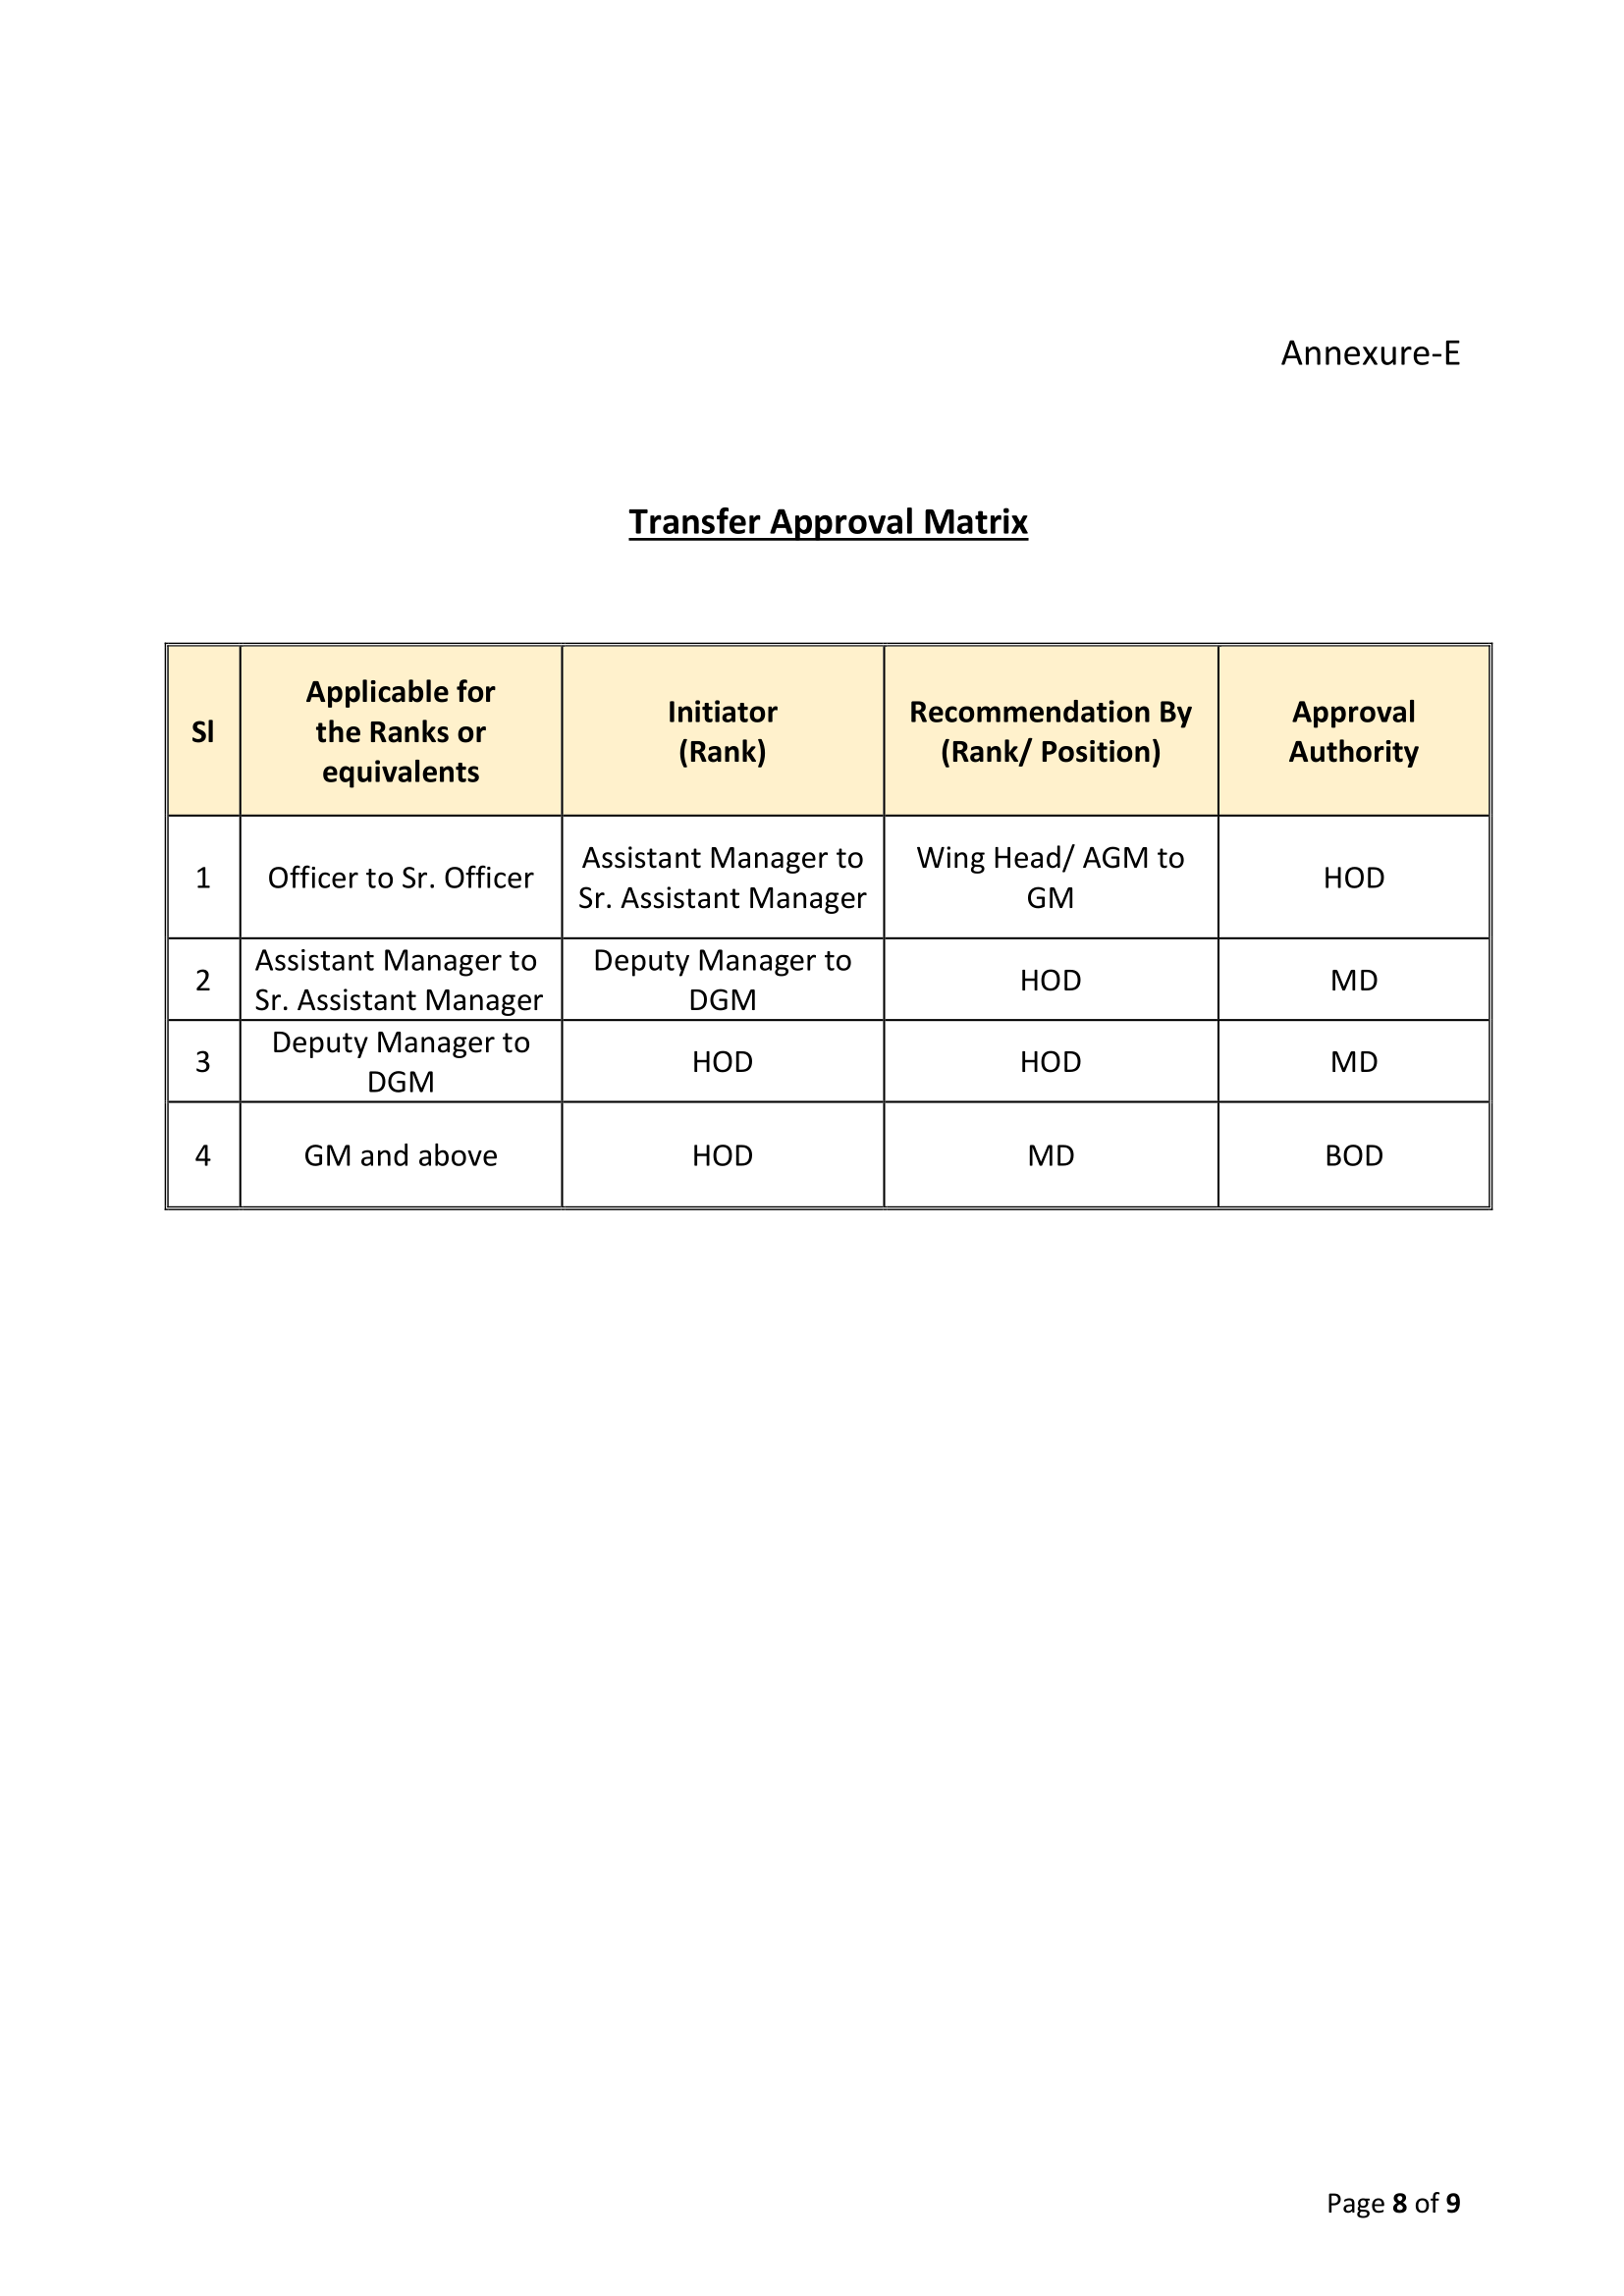 Annexure-E
Transfer Approval Matrix
Sl
Applicable for
the Ranks or
equivalents
Initiator
(Rank)
Recommendation By
(Rank/ Position)
Approval
Authority
1
Officer to Sr. Officer
Assistant Manager to
Sr. Assistant Manager
Wing Head/ AGM to
GM
HOD
2
Assistant Manager to
Sr. Assistant Manager
Deputy Manager to
DGM
HOD
MD
3
Deputy Manager to
DGM
HOD
HOD
MD
4
GM and above
HOD
MD
BOD
Page 8 of 9